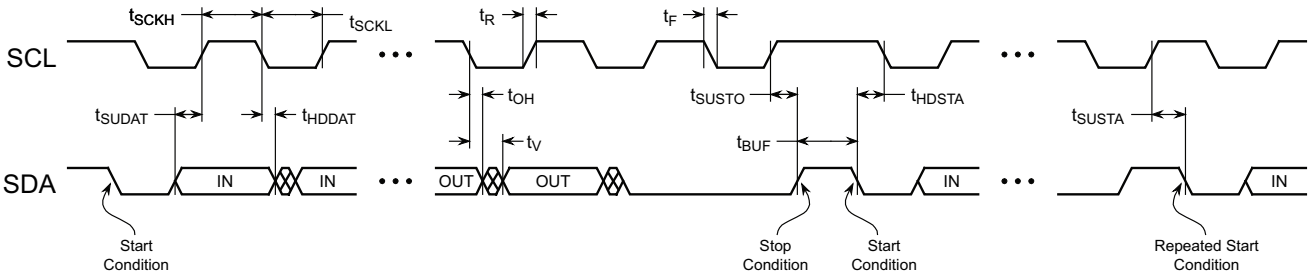 tSCKH
tSCKL
tR
tF
SCL
tSUDAT
tHDDAT
tOH
tV
tSUSTO
tHDSTA
tBUF
tSUSTA
SDA
IN
IN
OUT
OUT
IN
IN
Start
Condition
Stop
Condition
Start
Condition
Repeated Start
Condition